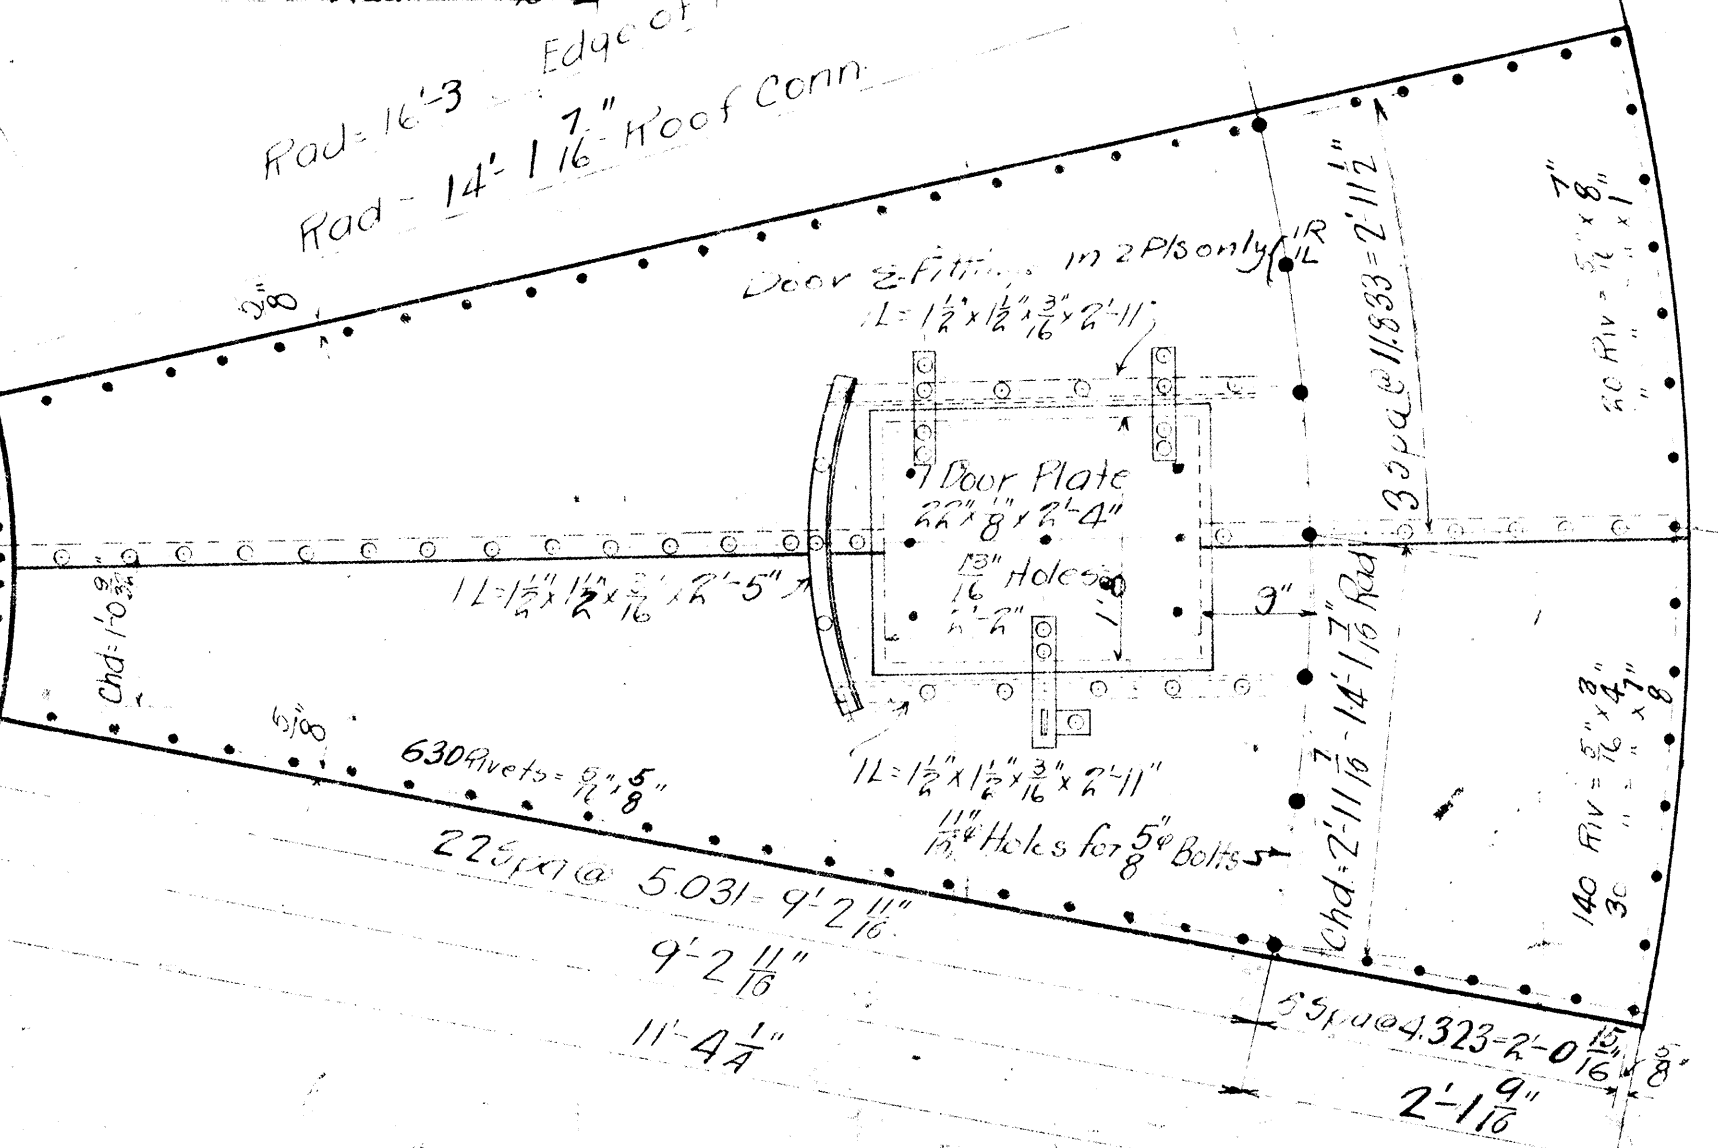 Edge of
Rad = 16'-3
Rad - 14'-1 7/16" Roof Conn.
5/8"
Door & Fittin in 2 Pls only 1R
1L
1L = 1 1/2" x 1 1/2" x 3/16" x 2'-11"
3 Spa @ 11.833 = 2'-11 1/2"
20 Riv = 5/16" x 7/8"
" " " x 1"
1 Door Plate
22" x 1/8" x 2'-4"
13/16" Holes
2'-2"
1'-8
9"
1L = 1 1/2" x 1 1/2" x 3/16" x 2'-5"
Chd = 1'-0 9/32"
5/8"
630 Rivets = 5/16" x 5/8"
1L = 1 1/2" x 1 1/2" x 3/16" x 2'-11"
11/16"φ Holes for 5/8"φ Bolts
Chd = 2'-11 7/16 - 14'-1 7/16" Rad
140 Riv = 5/16" x 3/4"
30 " = " x 7/8"
22 Spa @ 5.031 = 9'-2 11/16"
9'-2 11/16"
11'-4 1/4"
5 Spa @ 4.323 = 2'-0 15/16"
5/8"
2'-1 9/16"